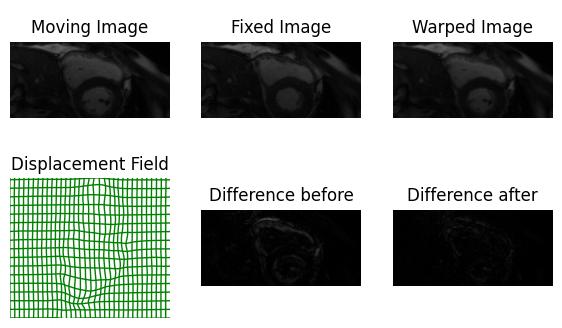 Moving Image
Fixed Image
Warped Image
Displacement Field
Difference before
Difference after